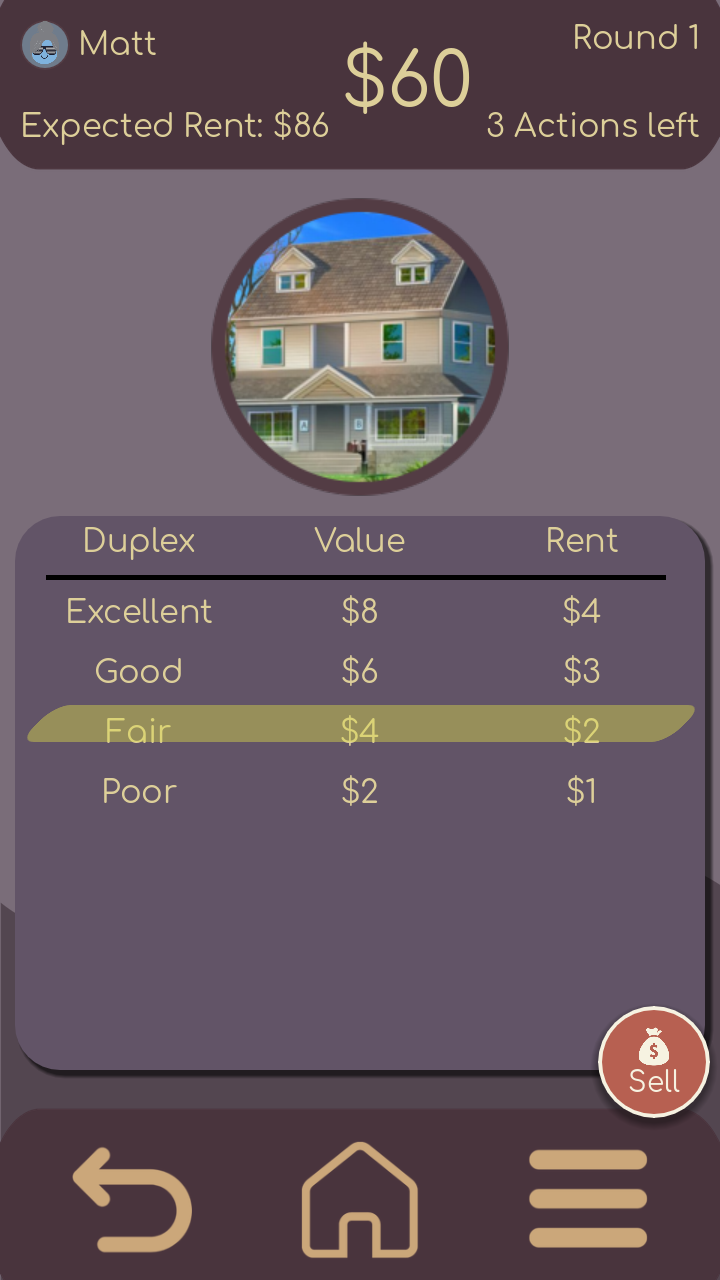 Matt
Round 1
$60
Expected Rent: $86
3 Actions left
A
B
Duplex Value Rent
Excellent $8 $4
Good $6 $3
Fair $4 $2
Poor $2 $1
$
Sell